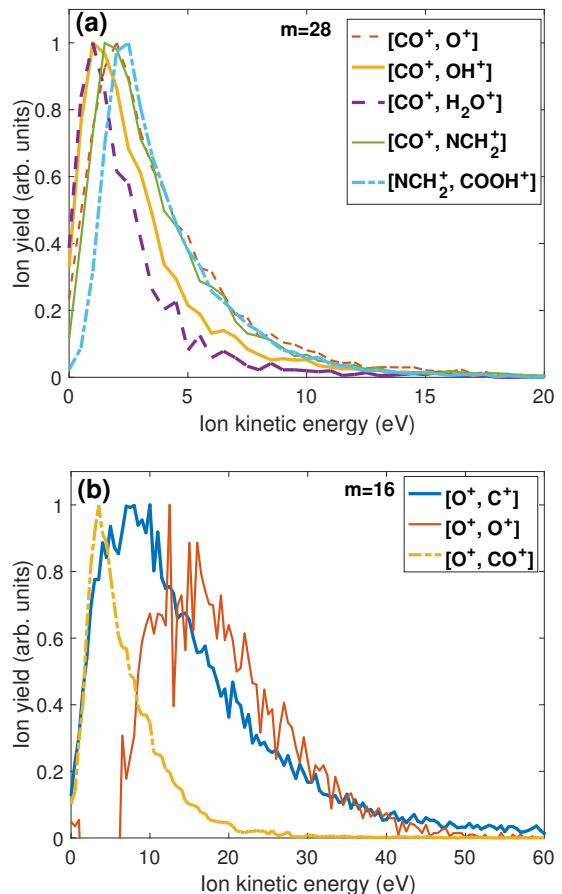 (a)
m=28
[CO⁺, O⁺]
[CO⁺, OH⁺]
[CO⁺, H₂O⁺]
[CO⁺, NCH₂⁺]
[NCH₂⁺, COOH⁺]
Ion yield (arb. units)
1
0.8
0.6
0.4
0.2
0
0 5 10 15 20
Ion kinetic energy (eV)
(b)
m=16
[O⁺, C⁺]
[O⁺, O⁺]
[O⁺, CO⁺]
Ion yield (arb. units)
1
0.8
0.6
0.4
0.2
0
0 10 20 30 40 50 60
Ion kinetic energy (eV)